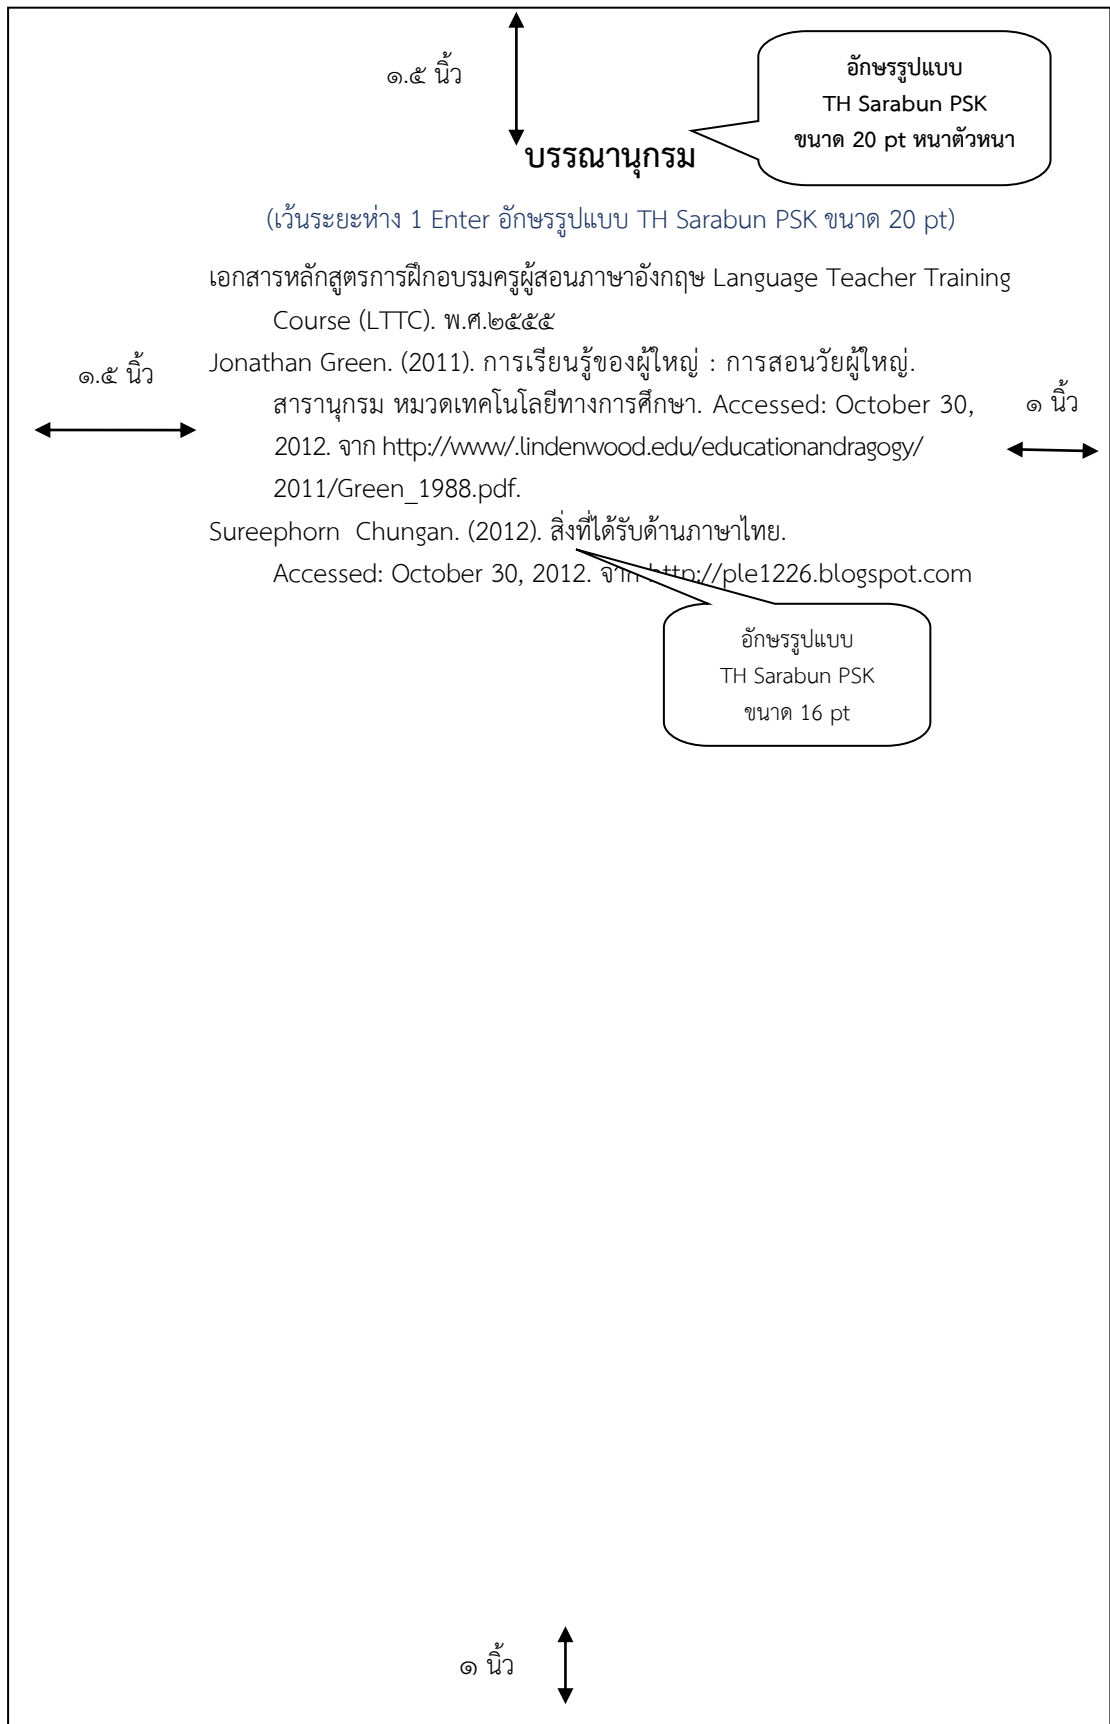 ๑.๕ นิ้ว
อักษรรูปแบบ
TH Sarabun PSK
ขนาด 20 pt หนาตัวหนา
บรรณานุกรม
(เว้นระยะห่าง 1 Enter อักษรรูปแบบ TH Sarabun PSK ขนาด 20 pt)
เอกสารหลักสูตรการฝึกอบรมครูผู้สอนภาษาอังกฤษ Language Teacher Training
Course (LTTC). พ.ศ.๒๕๕๕
Jonathan Green. (2011). การเรียนรู้ของผู้ใหญ่ : การสอนวัยผู้ใหญ่.
สารานุกรม หมวดเทคโนโลยีทางการศึกษา. Accessed: October 30,
2012. จาก http://www/.lindenwood.edu/educationandragogy/
2011/Green_1988.pdf.
๑.๕ นิ้ว
๑ นิ้ว
Sureephorn  Chungan. (2012). สิ่งที่ได้รับด้านภาษาไทย.
Accessed: October 30, 2012. จาก http://ple1226.blogspot.com
อักษรรูปแบบ
TH Sarabun PSK
ขนาด 16 pt
๑ นิ้ว